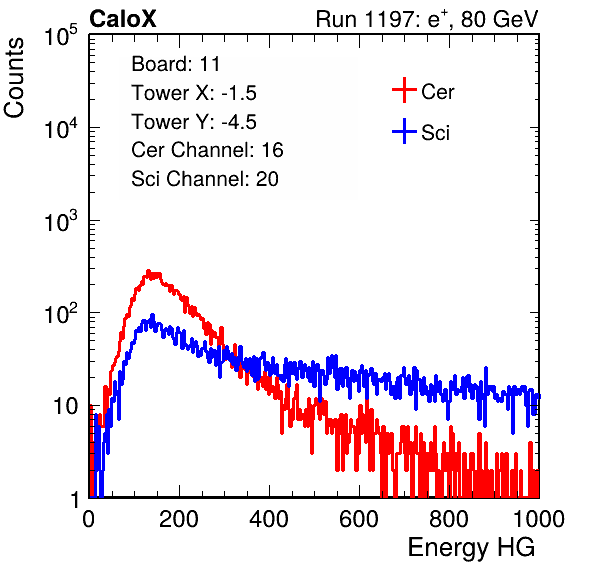 CaloX Run 1197: e⁺, 80 GeV
Counts
10⁵
10⁴
10³
10²
10
1
Board: 11
Tower X: -1.5
Tower Y: -4.5
Cer Channel: 16
Sci Channel: 20
Cer
Sci
0 200 400 600 800 1000
Energy HG